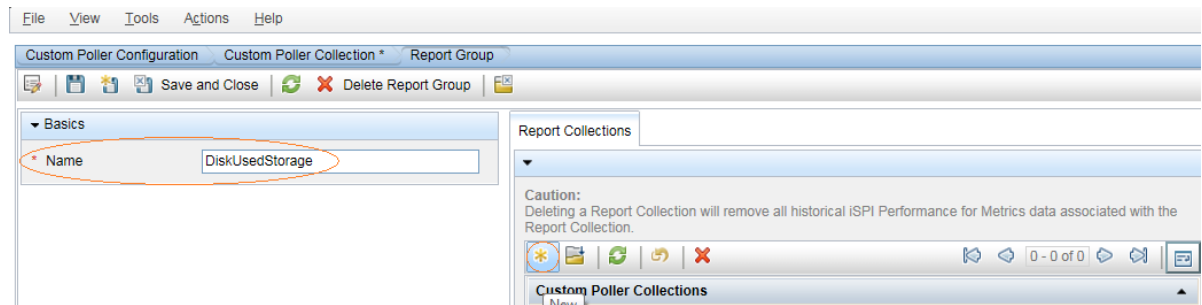 File View Tools Actions Help
Custom Poller Configuration Custom Poller Collection * Report Group
Save and Close Delete Report Group
Basics
* Name DiskUsedStorage
Report Collections
Caution:
Deleting a Report Collection will remove all historical iSPI Performance for Metrics data associated with the
Report Collection.
0 - 0 of 0
Custom Poller Collections
New